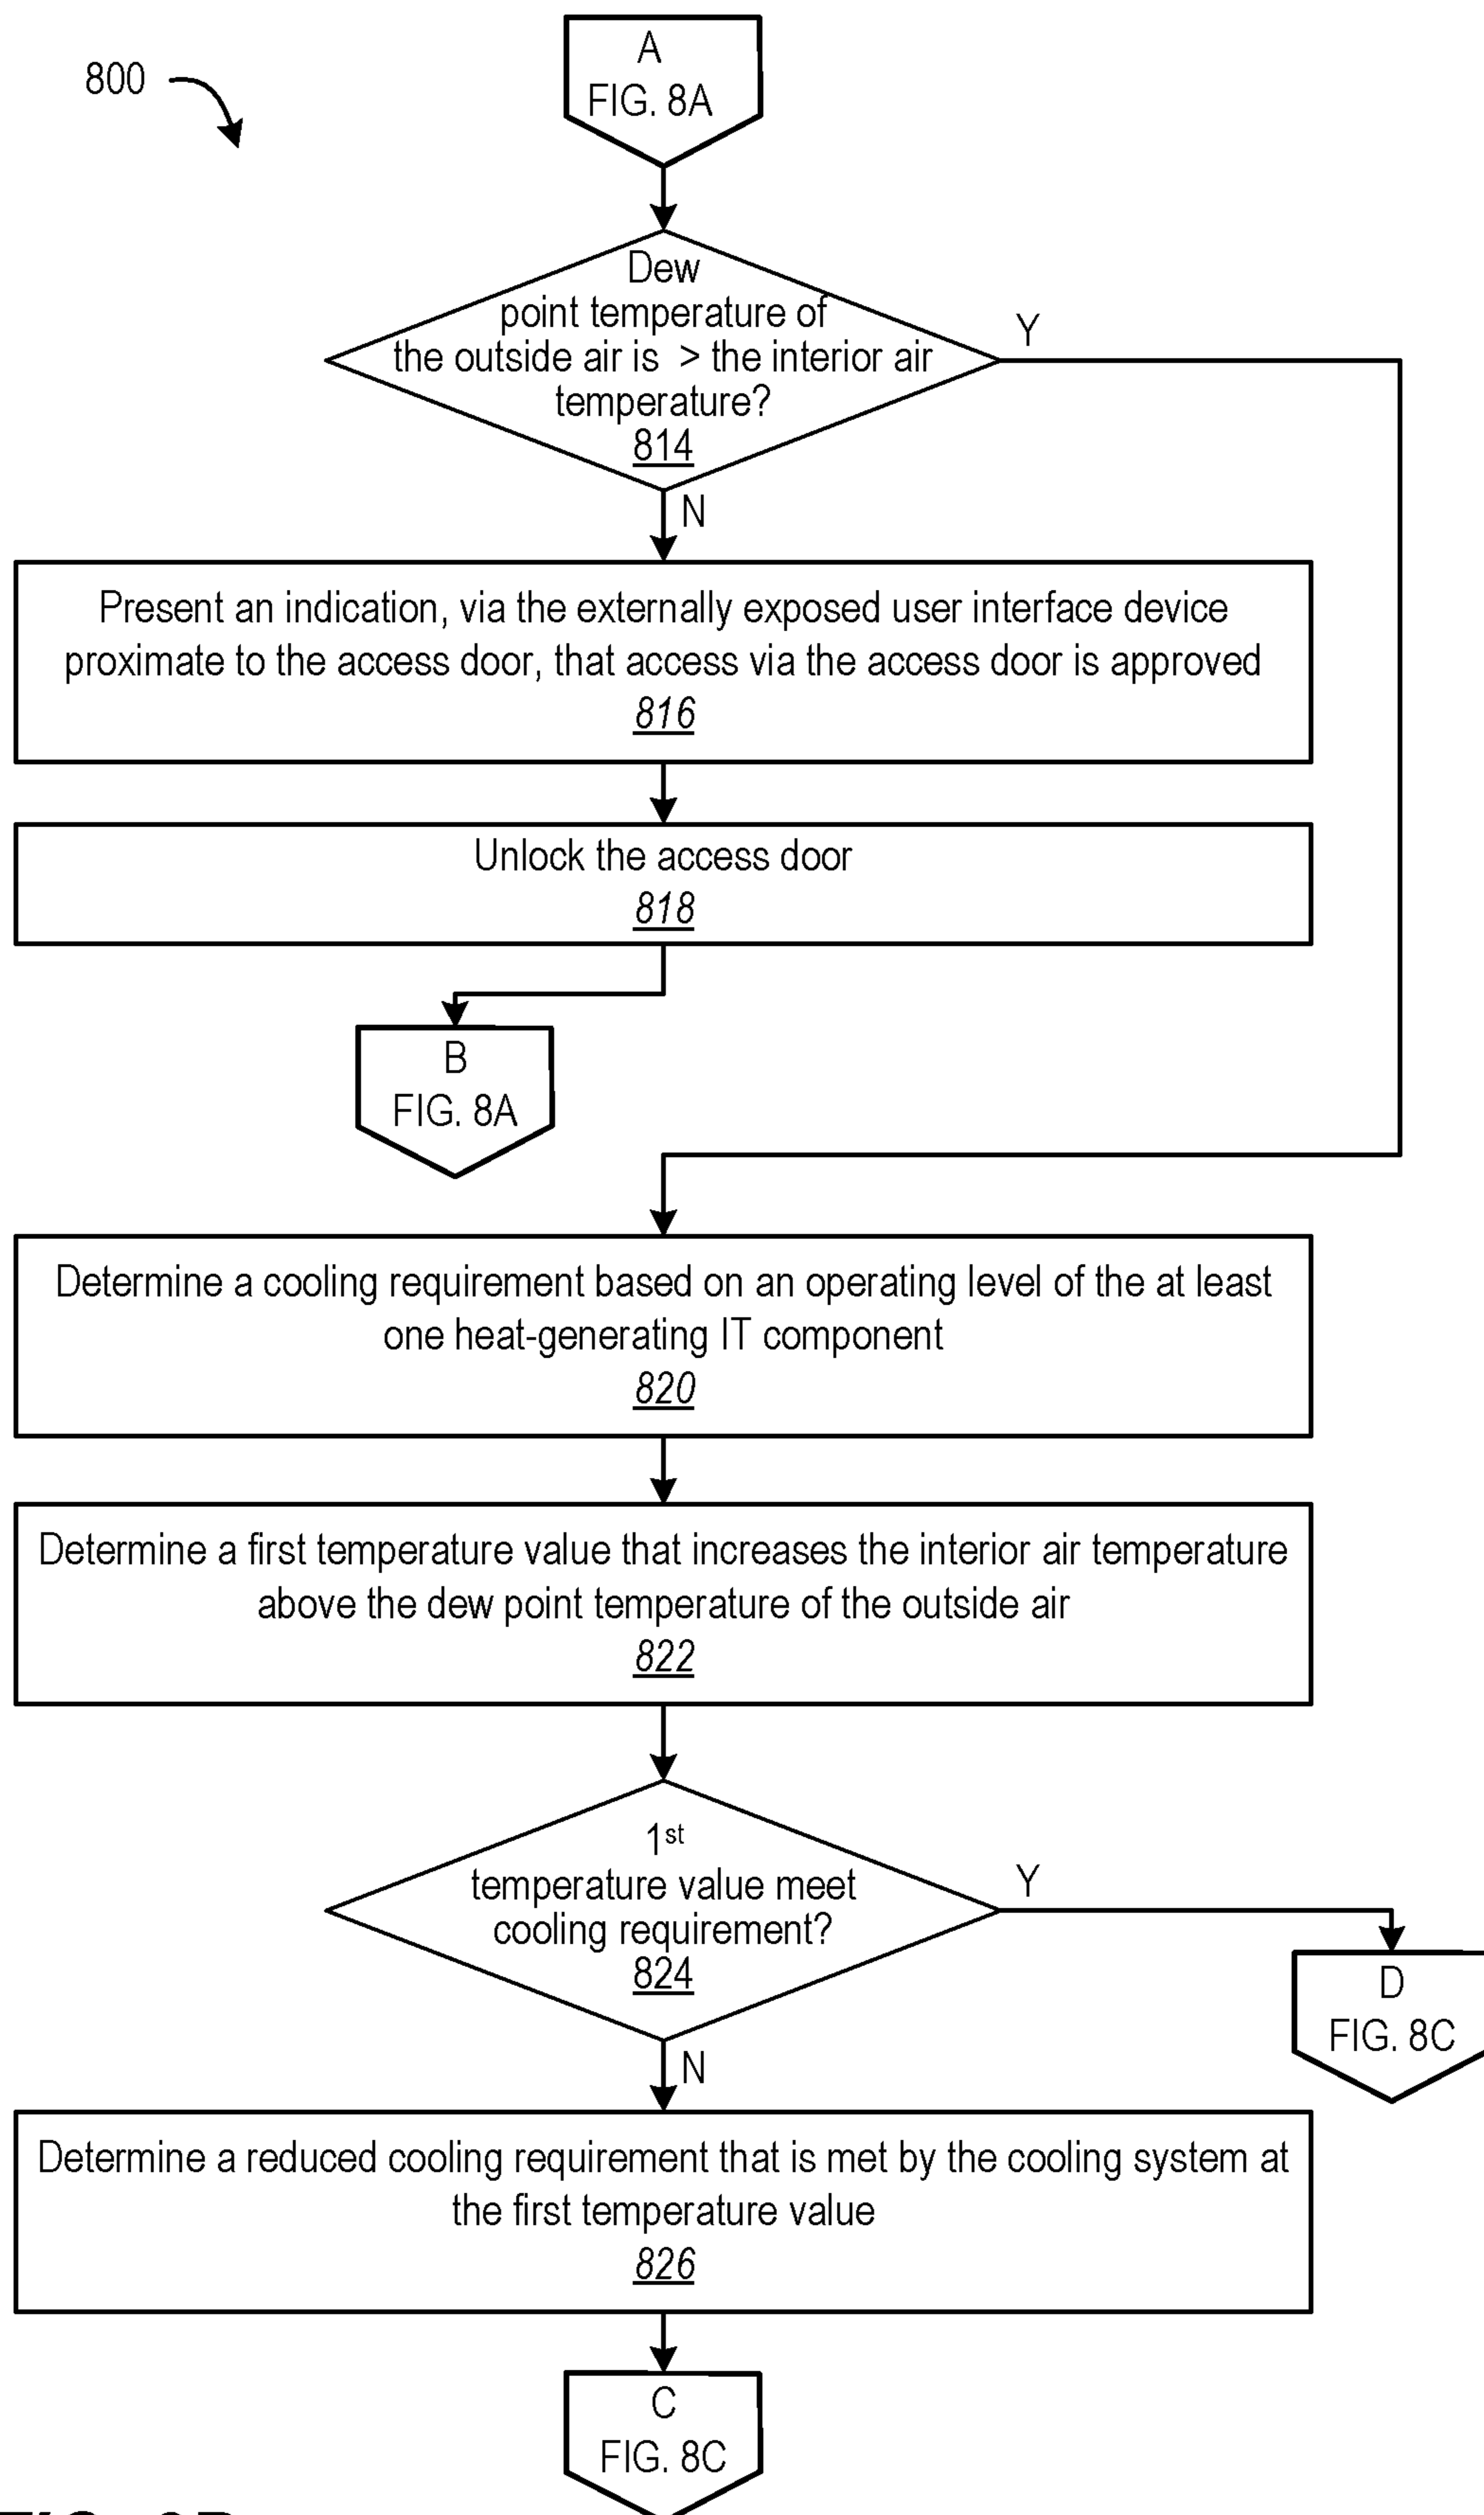 800
A
FIG. 8A
Dew
point temperature of
the outside air is > the interior air
temperature?
814
Y
N
Present an indication, via the externally exposed user interface device
proximate to the access door, that access via the access door is approved
816
Unlock the access door
818
B
FIG. 8A
Determine a cooling requirement based on an operating level of the at least
one heat-generating IT component
820
Determine a first temperature value that increases the interior air temperature
above the dew point temperature of the outside air
822
1st
temperature value meet
cooling requirement?
824
Y
D
FIG. 8C
N
Determine a reduced cooling requirement that is met by the cooling system at
the first temperature value
826
C
FIG. 8C